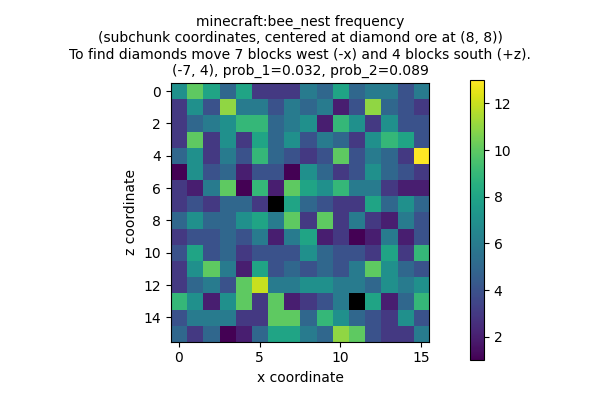 minecraft:bee_nest frequency
(subchunk coordinates, centered at diamond ore at (8, 8))
To find diamonds move 7 blocks west (-x) and 4 blocks south (+z).
(-7, 4), prob_1=0.032, prob_2=0.089
0
2
4
6
8
10
12
14
z coordinate
0 5 10 15
x coordinate
12
10
8
6
4
2